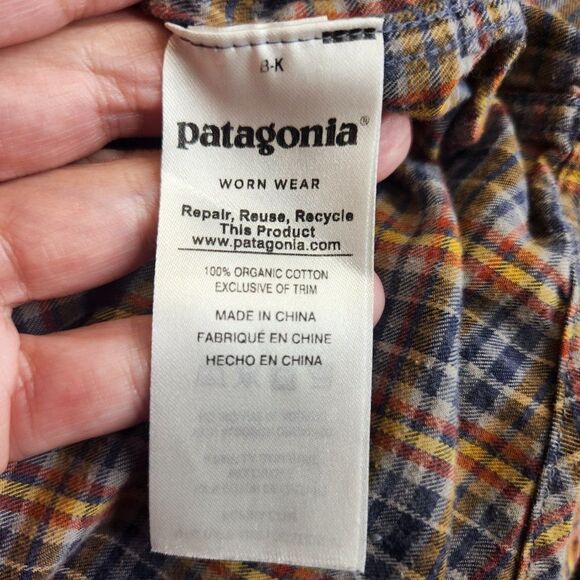 B-K
patagonia®
WORN WEAR
Repair, Reuse, Recycle
This Product
www.patagonia.com
100% ORGANIC COTTON
EXCLUSIVE OF TRIM
MADE IN CHINA
FABRIQUÉ EN CHINE
HECHO EN CHINA